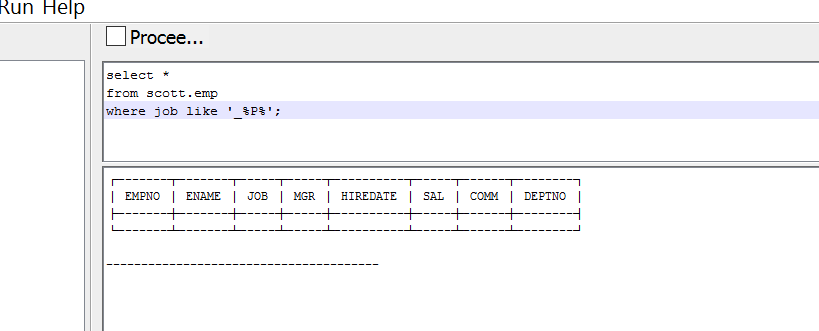 Run Help
Procee...
select *
from scott.emp
where job like '_%P%';
EMPNO | ENAME | JOB | MGR | HIREDATE | SAL | COMM | DEPTNO
---------------------------------------